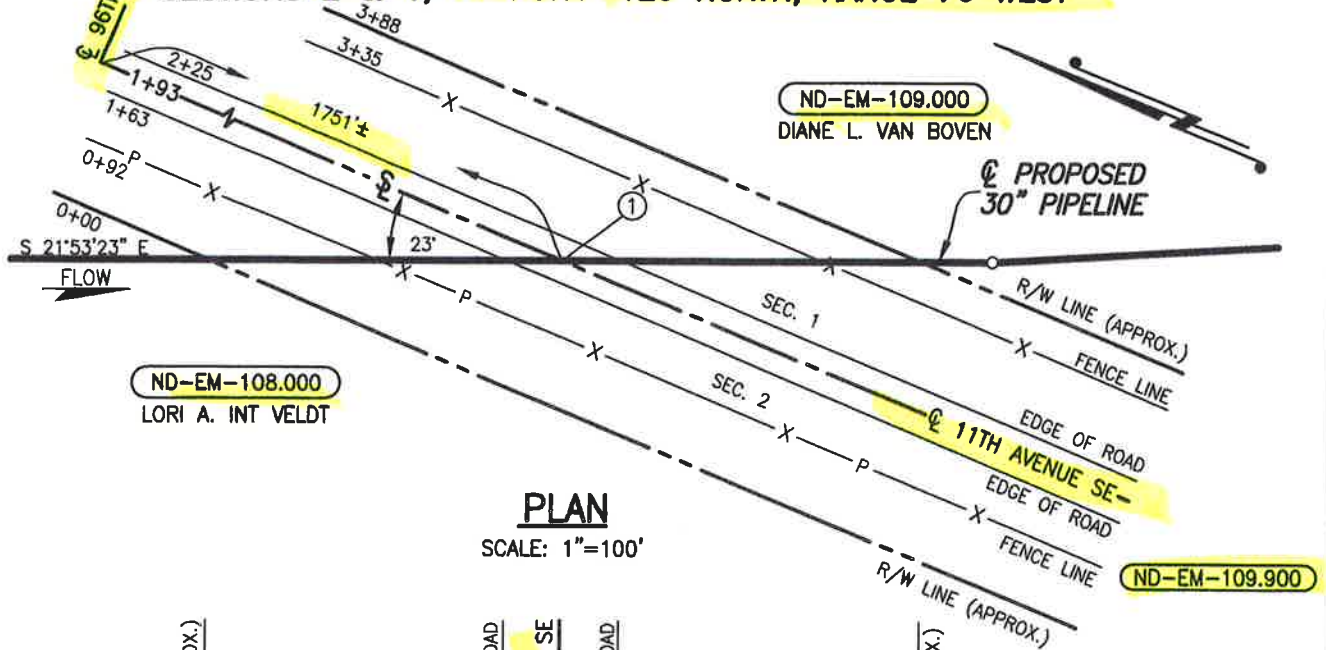 3+88
℄ 96T
2+25
3+35
1+93
1751'±
ND-EM-109.000
DIANE L. VAN BOVEN
1+63
P
0+92
℄ PROPOSED
30" PIPELINE
0+00
1
S 21°53'23" E
23'
FLOW
P
SEC. 1
R/W LINE (APPROX.)
ND-EM-108.000
LORI A. INT VELDT
SEC. 2
FENCE LINE
℄ 11TH AVENUE SE
EDGE OF ROAD
P
EDGE OF ROAD
PLAN
SCALE: 1"=100'
FENCE LINE
R/W LINE (APPROX.)
ND-EM-109.900
SE